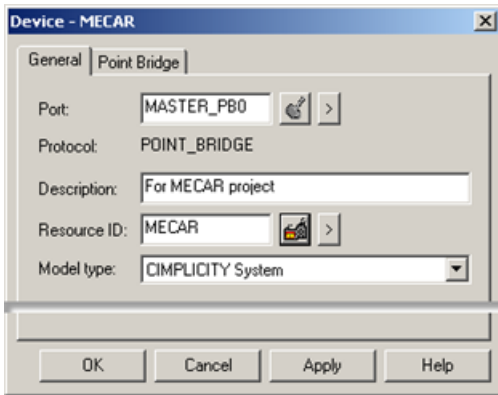 Device - MECAR
General Point Bridge
Port: MASTER_PB0 >
Protocol: POINT_BRIDGE
Description: For MECAR project
Resource ID: MECAR >
Model type: CIMPLICITY System
OK Cancel Apply Help